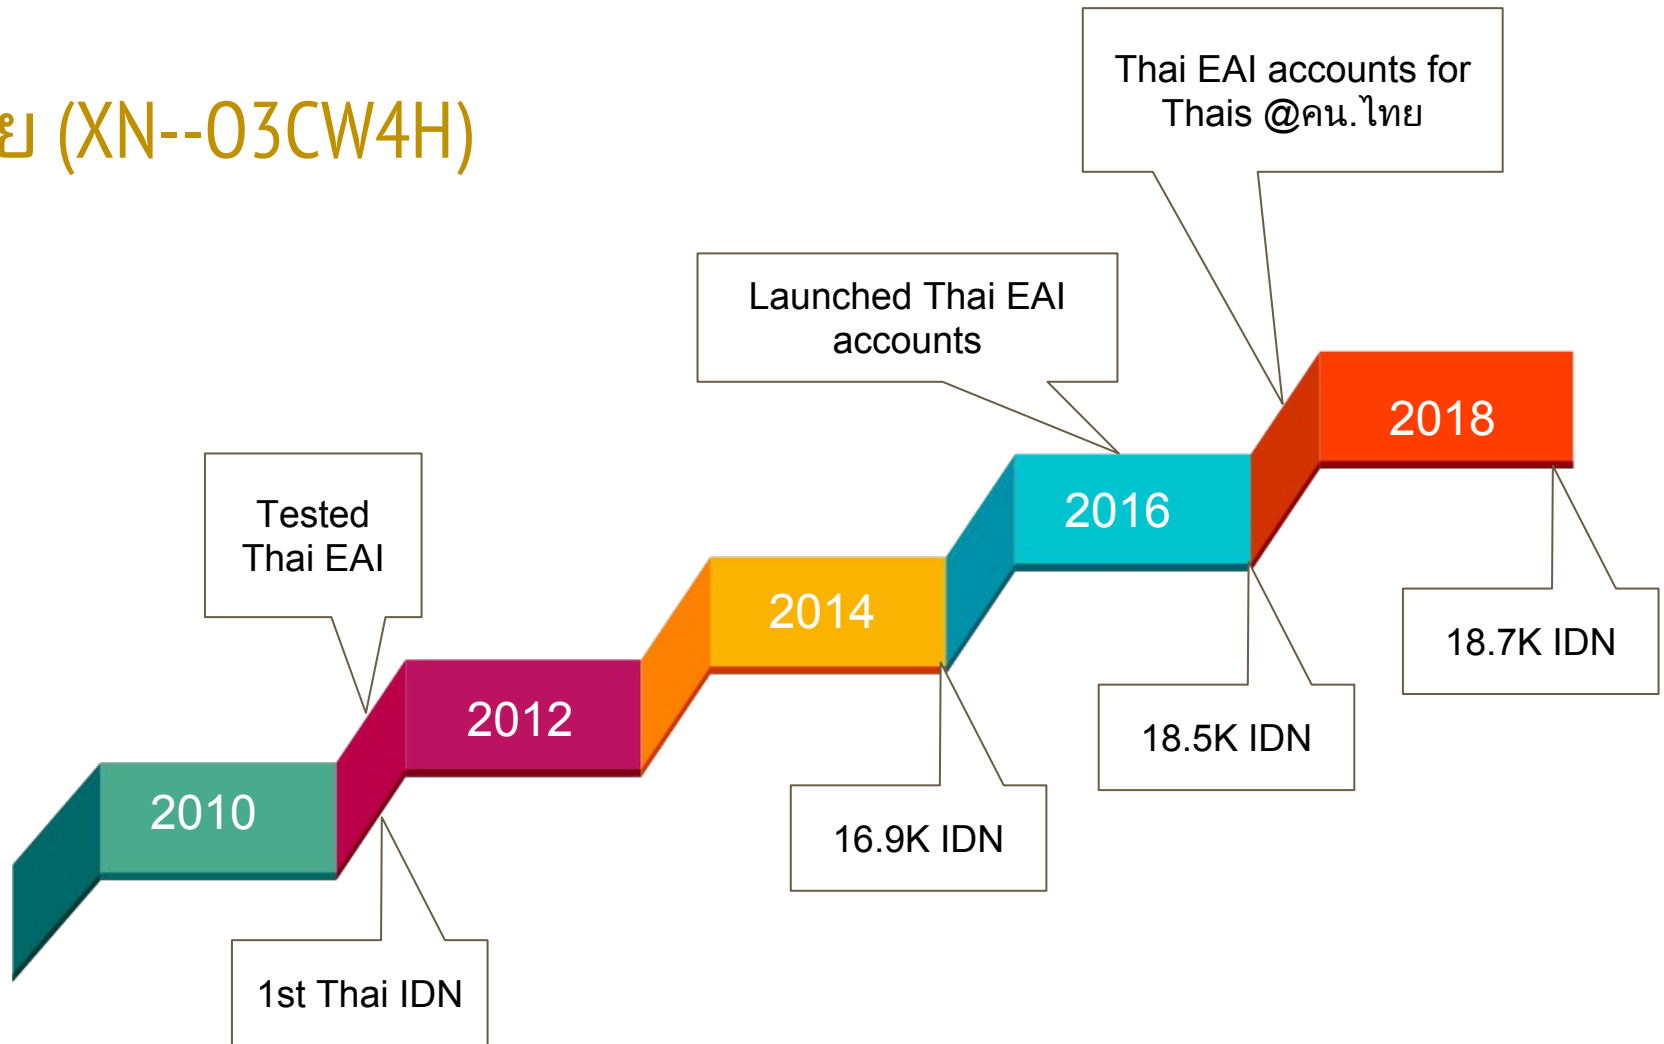 ย (XN--O3CW4H)
Thai EAI accounts for
Thais @คน.ไทย
Launched Thai EAI
accounts
2018
Tested
Thai EAI
2016
2014
18.7K IDN
2012
18.5K IDN
2010
16.9K IDN
1st Thai IDN